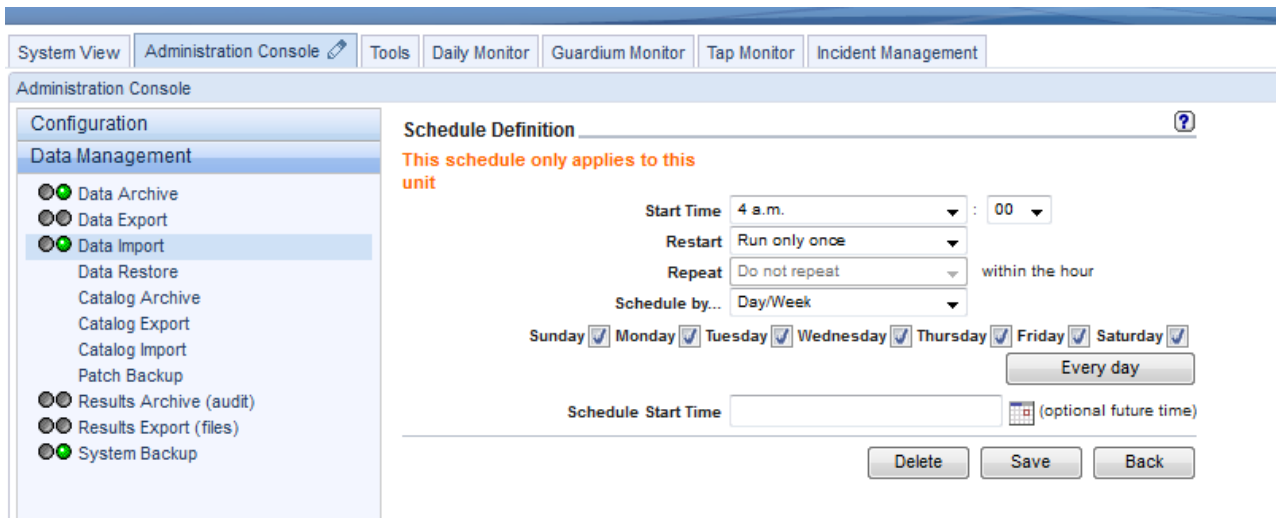 System View Administration Console Tools Daily Monitor Guardium Monitor Tap Monitor Incident Management
Administration Console
Configuration
Data Management
Data Archive
Data Export
Data Import
Data Restore
Catalog Archive
Catalog Export
Catalog Import
Patch Backup
Results Archive (audit)
Results Export (files)
System Backup
Schedule Definition ?
This schedule only applies to this
unit
Start Time 4 a.m. : 00
Restart Run only once
Repeat Do not repeat within the hour
Schedule by... Day/Week
Sunday Monday Tuesday Wednesday Thursday Friday Saturday
Every day
Schedule Start Time (optional future time)
Delete Save Back